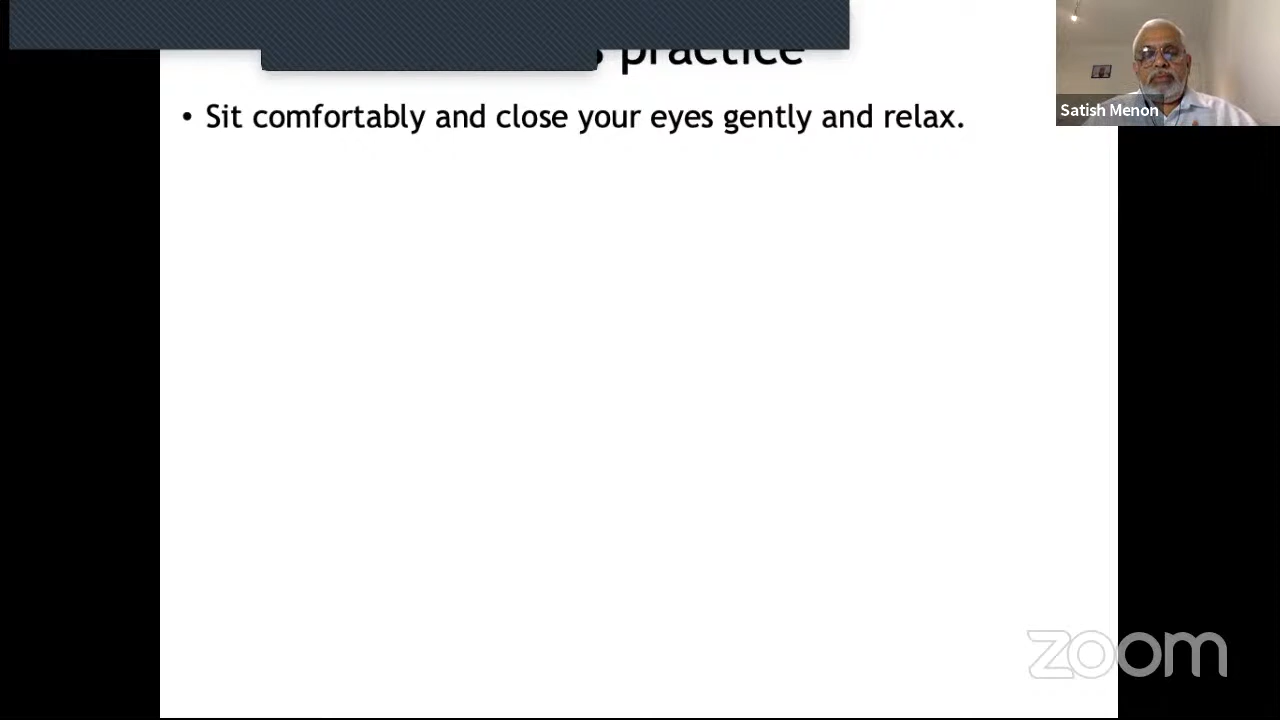 practice
• Sit comfortably and close your eyes gently and relax.
Satish Menon
zoom